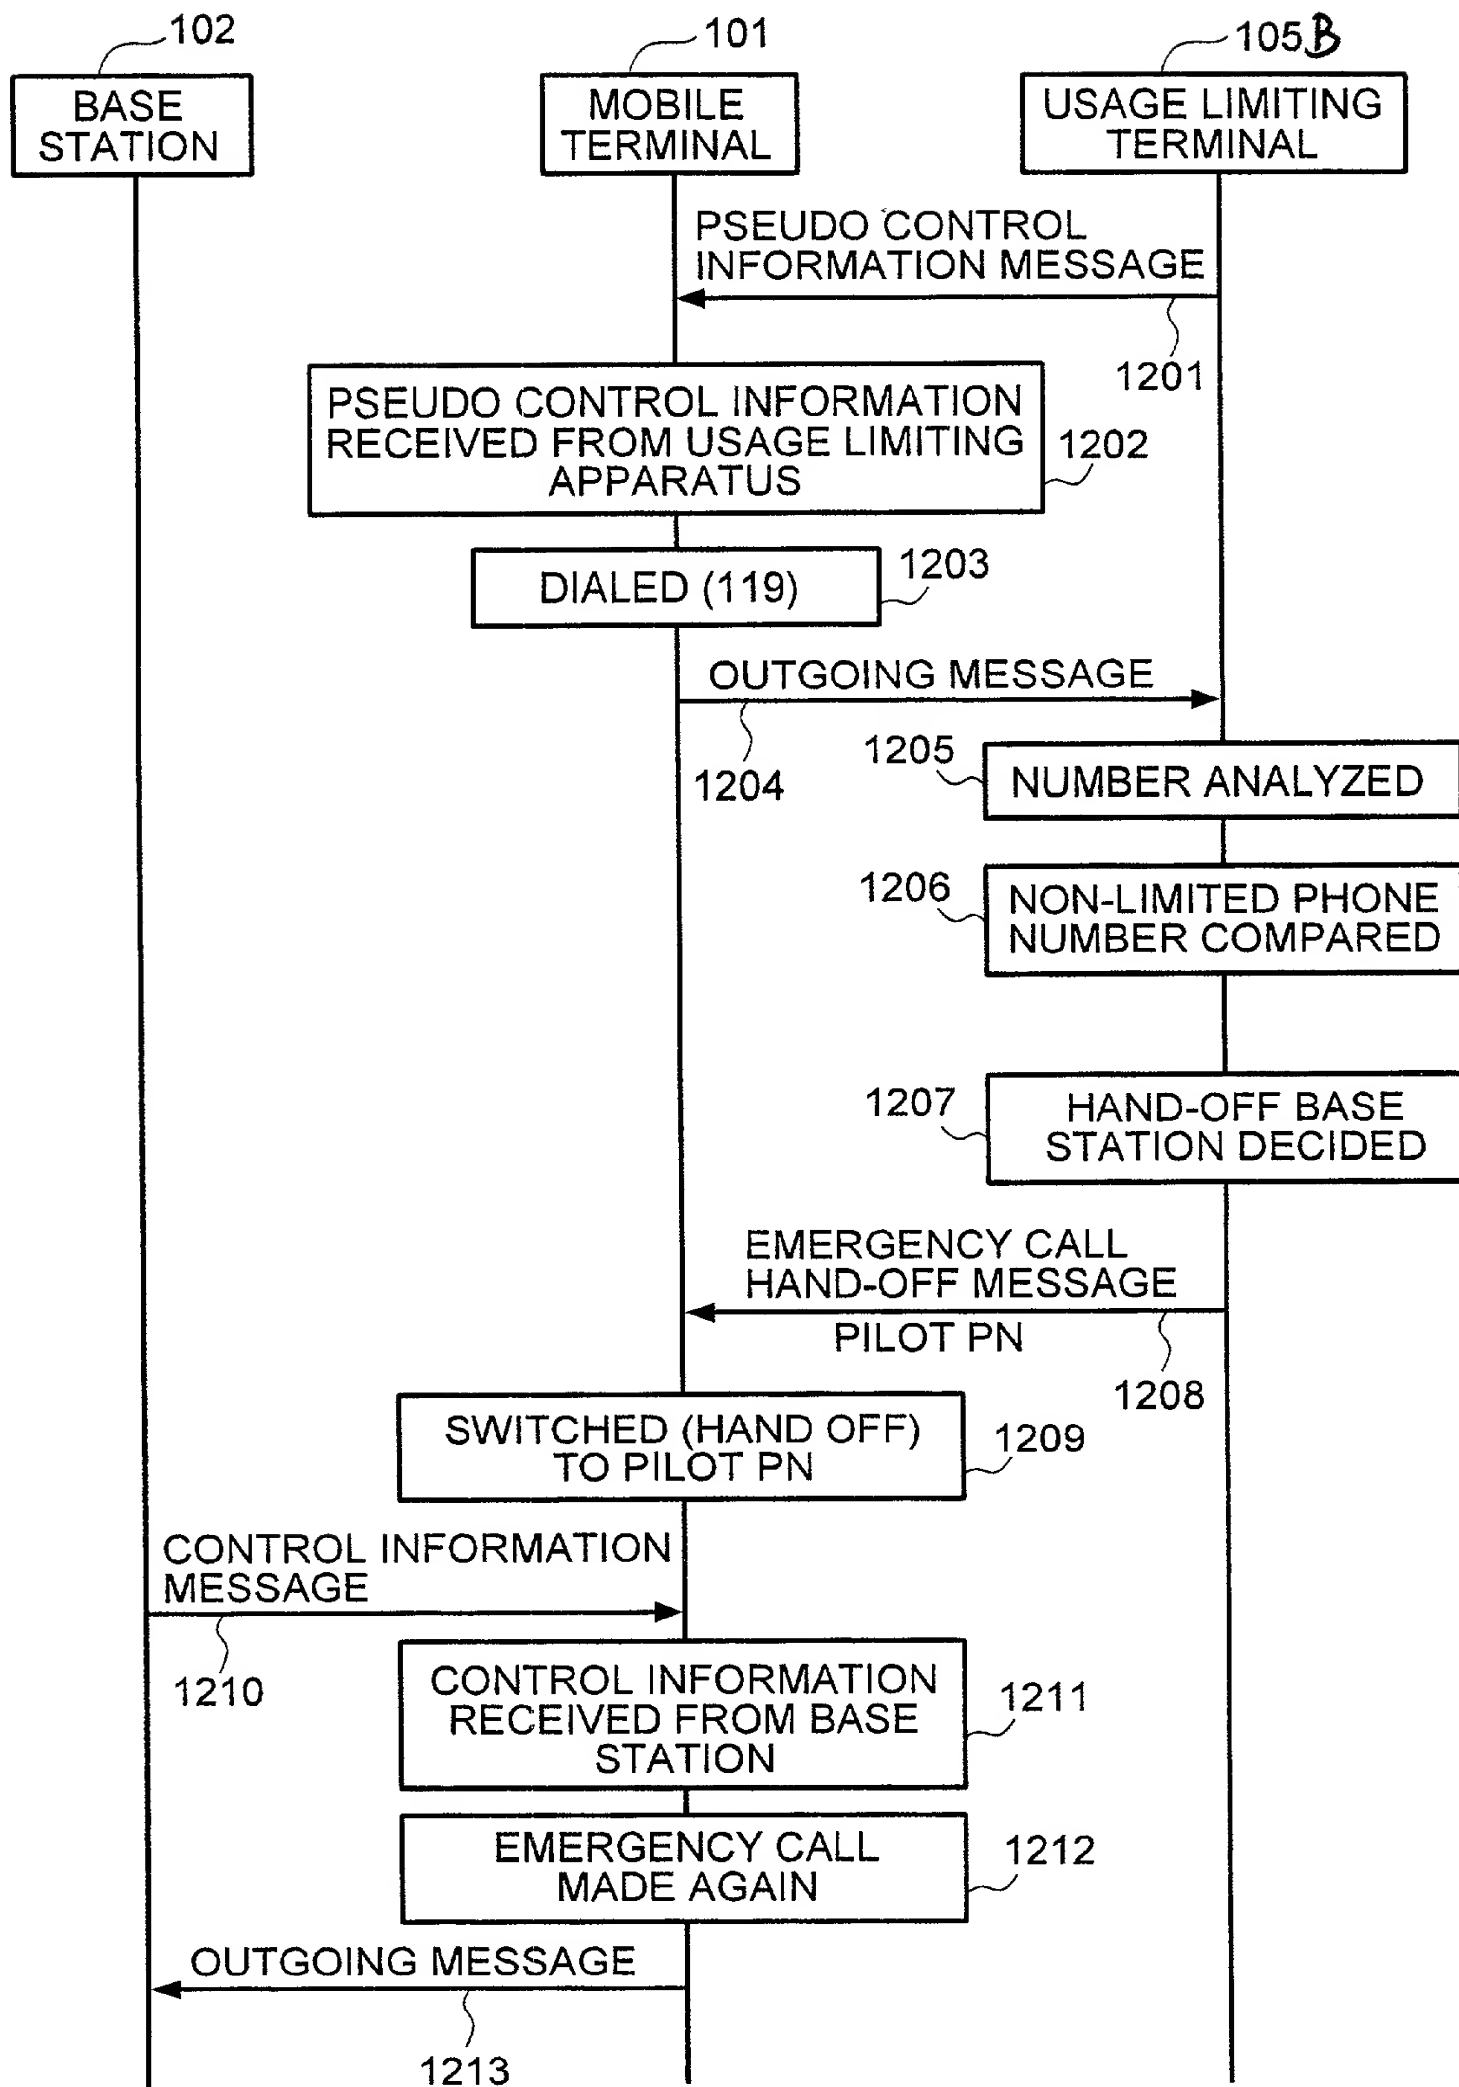 102
101
105B
BASE
STATION
MOBILE
TERMINAL
USAGE LIMITING
TERMINAL
PSEUDO CONTROL
INFORMATION MESSAGE
1201
PSEUDO CONTROL INFORMATION
RECEIVED FROM USAGE LIMITING
APPARATUS
1202
DIALED (119)
1203
OUTGOING MESSAGE
1204
1205
NUMBER ANALYZED
1206
NON-LIMITED PHONE
NUMBER COMPARED
1207
HAND-OFF BASE
STATION DECIDED
EMERGENCY CALL
HAND-OFF MESSAGE
PILOT PN
1208
SWITCHED (HAND OFF)
TO PILOT PN
1209
CONTROL INFORMATION
MESSAGE
1210
CONTROL INFORMATION
RECEIVED FROM BASE
STATION
1211
EMERGENCY CALL
MADE AGAIN
1212
OUTGOING MESSAGE
1213